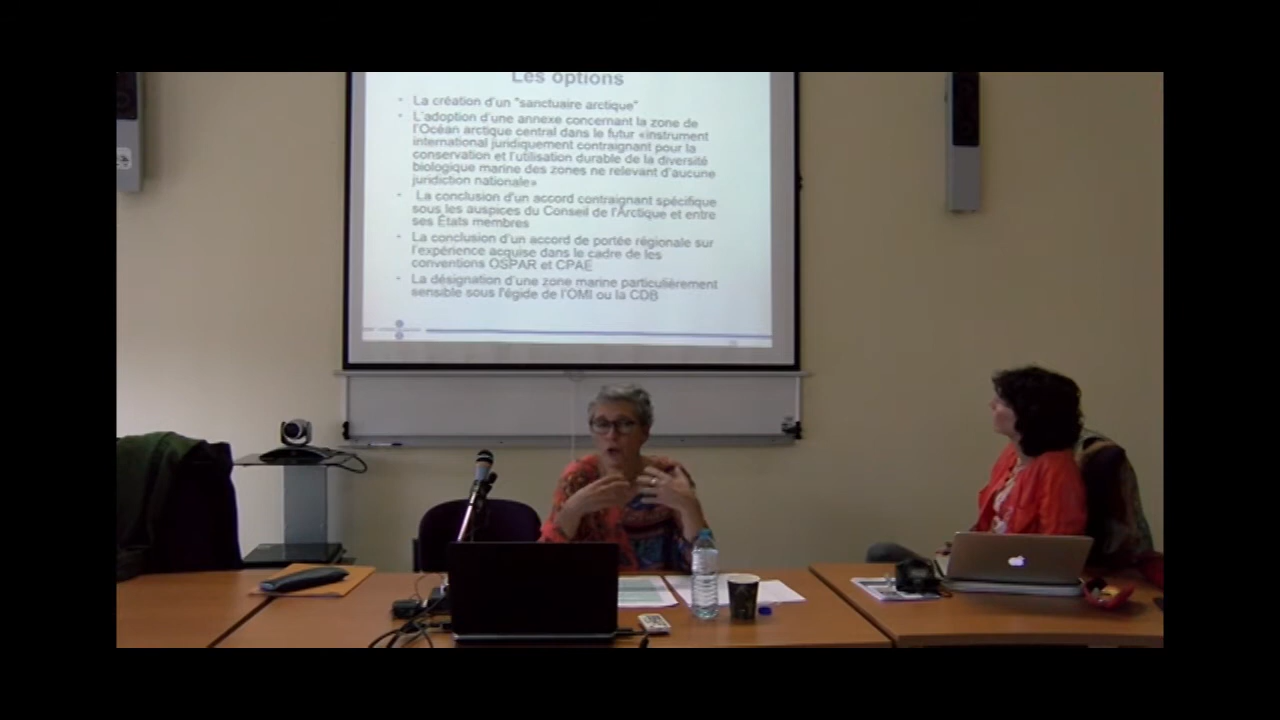 Les options
- La création d'un "sanctuaire arctique"
- L'adoption d'une annexe concernant la zone de
l'Océan arctique central dans le futur «instrument
international juridiquement contraignant pour la
conservation et l'utilisation durable de la diversité
biologique marine des zones ne relevant d'aucune
juridiction nationale»
- La conclusion d'un accord contraignant spécifique
sous les auspices du Conseil de l'Arctique et entre
ses États membres
- La conclusion d'un accord de portée régionale sur
l'expérience acquise dans le cadre de les
conventions OSPAR et CPAE
- La désignation d'une zone marine particulièrement
sensible sous l'égide de l'OMI ou la CDB